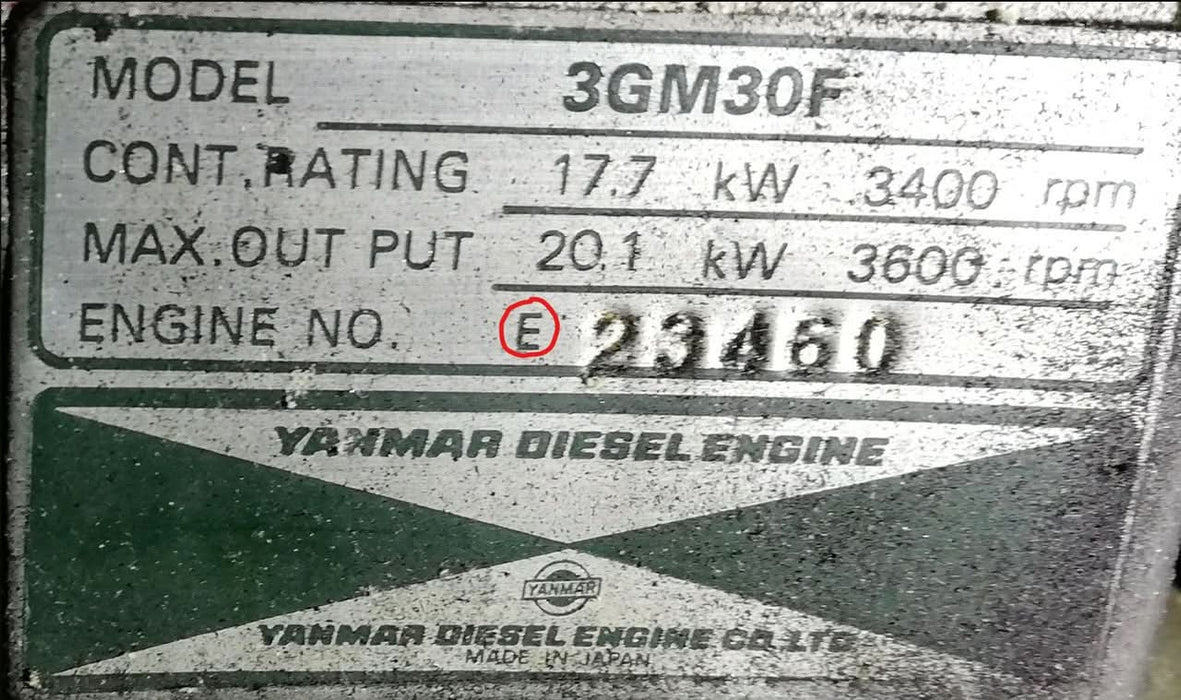 MODEL 3GM30F
CONT.RATING 17.7 kW 3400 rpm
MAX.OUT PUT 20.1 kW 3600 rpm
ENGINE NO. E 23460
YANMAR DIESEL ENGINE
YANMAR
YANMAR DIESEL ENGINE CO.,LTD.
MADE IN JAPAN